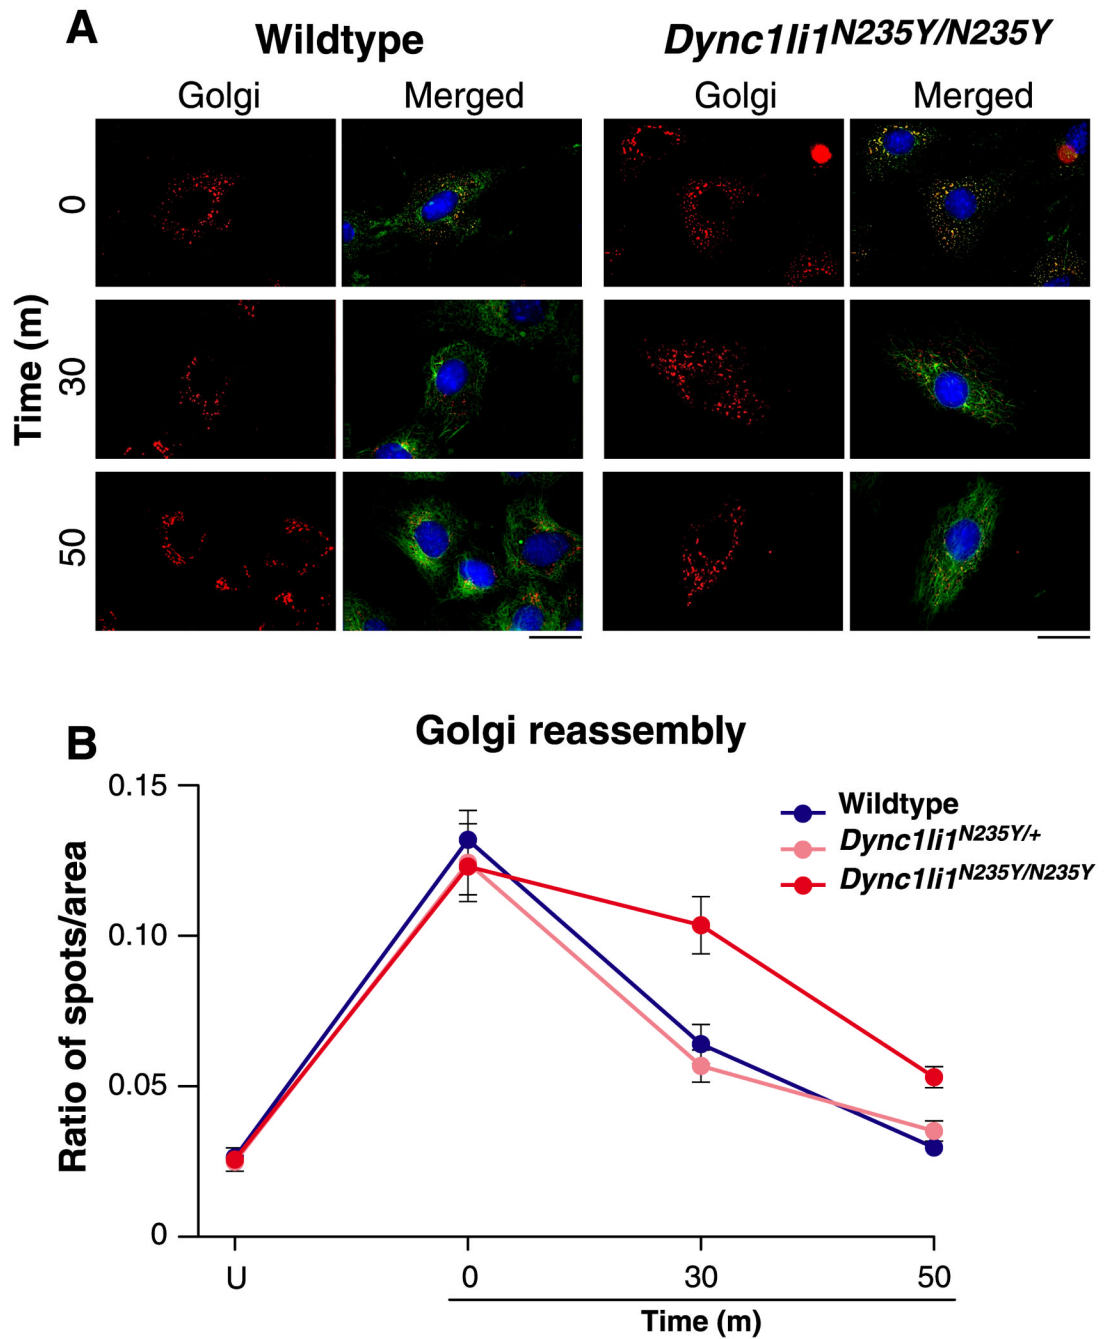 A
Wildtype
Dync1li1N235Y/N235Y
Golgi
Merged
Golgi
Merged
Time (m)
0
30
50
B
Golgi reassembly
Ratio of spots/area
0.15
0.10
0.05
0
Wildtype
Dync1li1N235Y/+
Dync1li1N235Y/N235Y
U
0
30
50
Time (m)